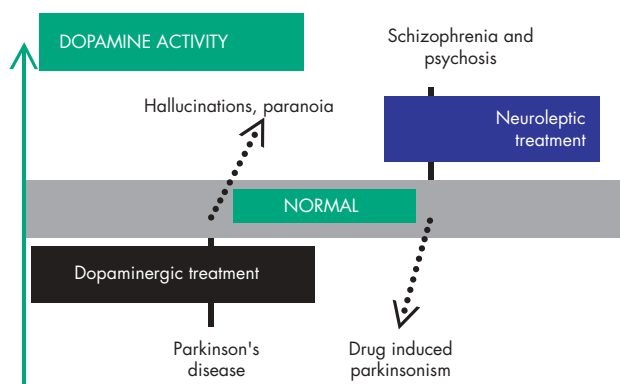 DOPAMINE ACTIVITY
Schizophrenia and
psychosis
Hallucinations, paranoia
Neuroleptic
treatment
NORMAL
Dopaminergic treatment
Parkinson's
disease
Drug induced
parkinsonism